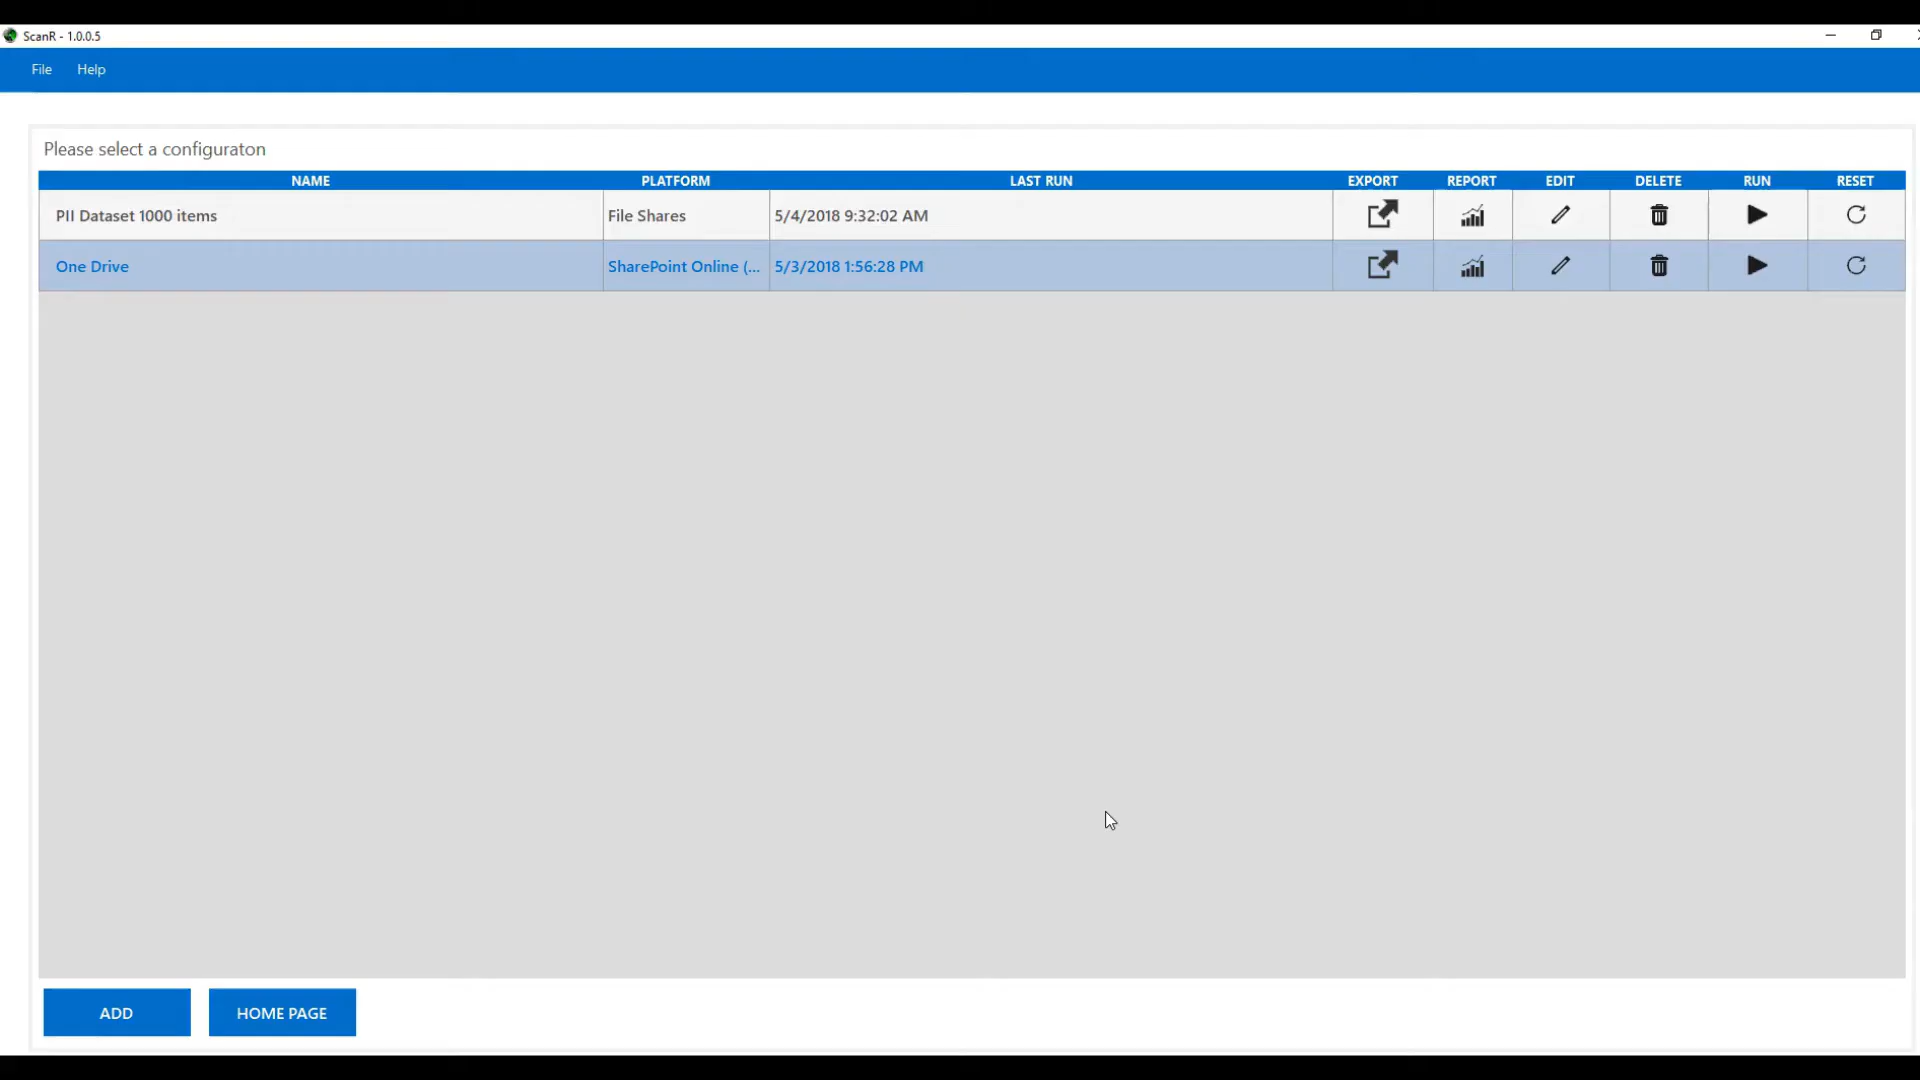 ScanR - 1.0.0.5
File Help
Please select a configuraton
NAME PLATFORM LAST RUN EXPORT REPORT EDIT DELETE RUN RESET
PII Dataset 1000 items File Shares 5/4/2018 9:32:02 AM
One Drive SharePoint Online (... 5/3/2018 1:56:28 PM
ADD HOME PAGE